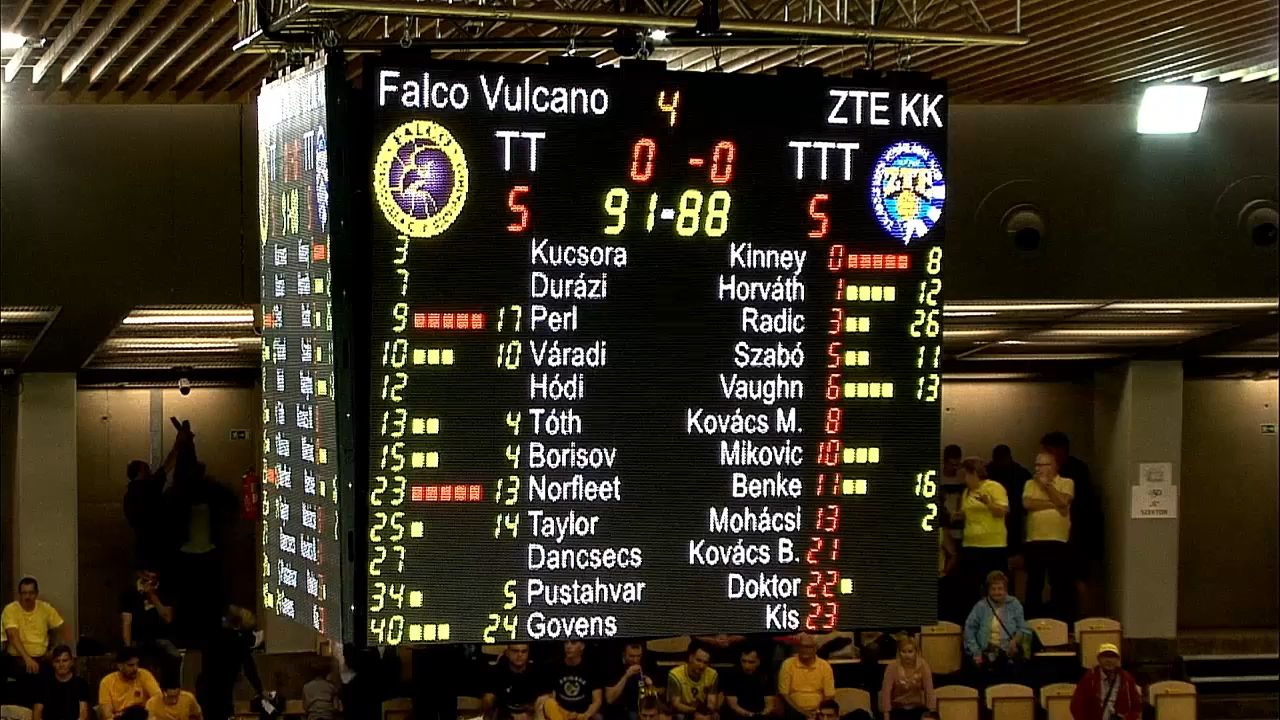 Falco Vulcano 4 ZTE KK
TT 0 -0 TTT
5 91-88 5
ZTE
3 Kucsora Kinney 0 8
7 Durázi Horváth 1 12
9 17 Perl Radic 3 26
10 10 Váradi Szabó 5 11
12 Hódi Vaughn 6 13
13 4 Tóth Kovács M. 8
15 4 Borisov Mikovic 10
23 13 Norfleet Benke 11 16
25 14 Taylor Mohácsi 13 2
27 Dancsecs Kovács B. 21
34 5 Pustahvar Doktor 22
40 24 Govens Kis 23